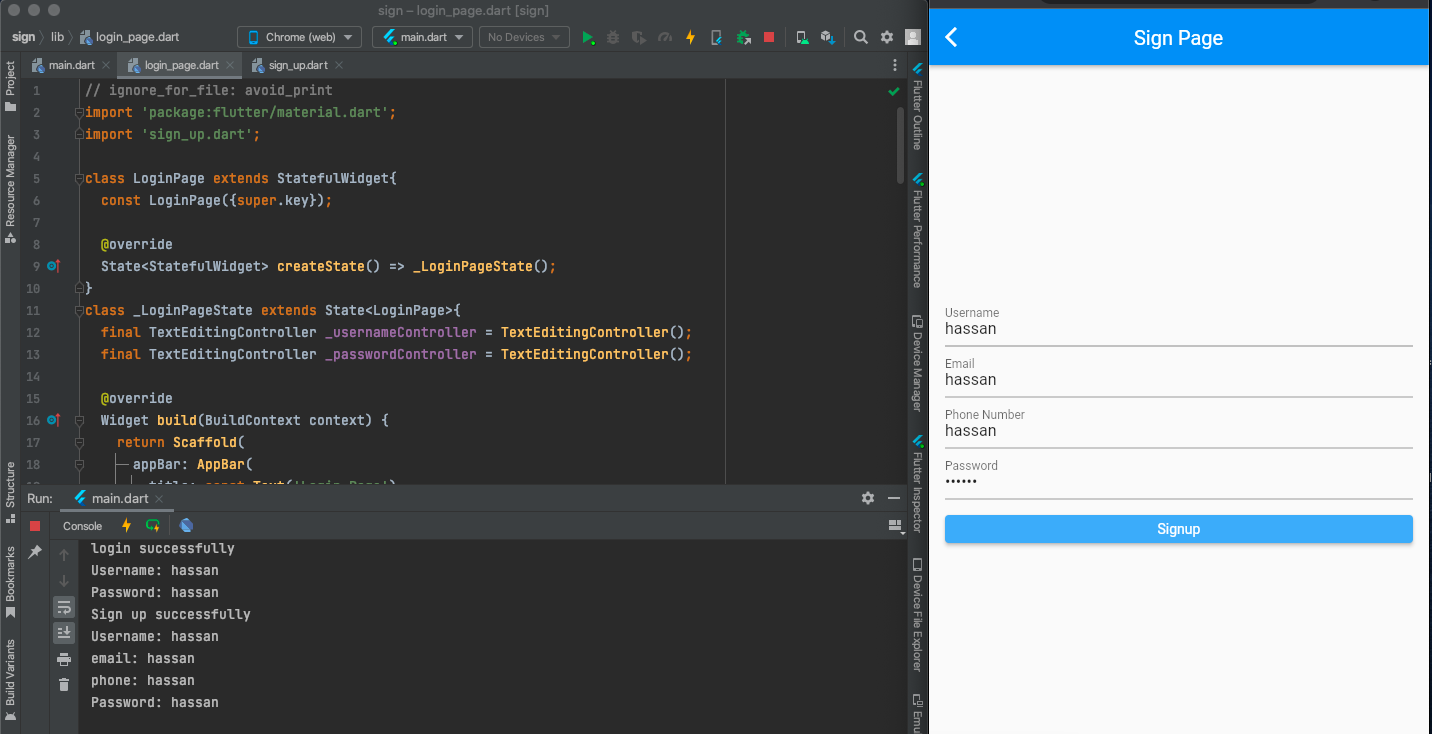 sign – login_page.dart [sign]
sign lib login_page.dart Chrome (web) main.dart No Devices
main.dart login_page.dart sign_up.dart
Project
Resource Manager
Structure
Bookmarks
Build Variants
1 // ignore_for_file: avoid_print
2 import 'package:flutter/material.dart';
3 import 'sign_up.dart';
4
5 class LoginPage extends StatefulWidget{
6 const LoginPage({super.key});
7
8 @override
9 State<StatefulWidget> createState() => _LoginPageState();
10 }
11 class _LoginPageState extends State<LoginPage>{
12 final TextEditingController _usernameController = TextEditingController();
13 final TextEditingController _passwordController = TextEditingController();
14
15 @override
16 Widget build(BuildContext context) {
17 return Scaffold(
18 appBar: AppBar(
title: const Text('Login Page')
Run: main.dart
Console
login successfully
Username: hassan
Password: hassan
Sign up successfully
Username: hassan
email: hassan
phone: hassan
Password: hassan
Flutter Outline
Flutter Performance
Device Manager
Flutter Inspector
Device File Explorer
Emu
Sign Page
Username
hassan
Email
hassan
Phone Number
hassan
Password
••••••
Signup